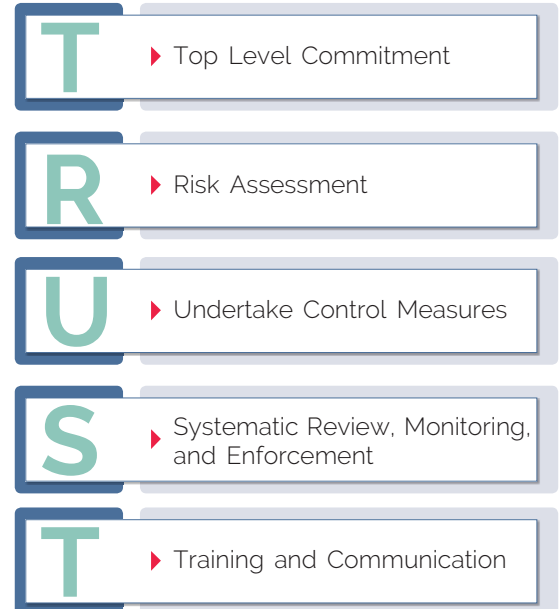 T
Top Level Commitment
R
Risk Assessment
U
Undertake Control Measures
S
Systematic Review, Monitoring,
and Enforcement
T
Training and Communication